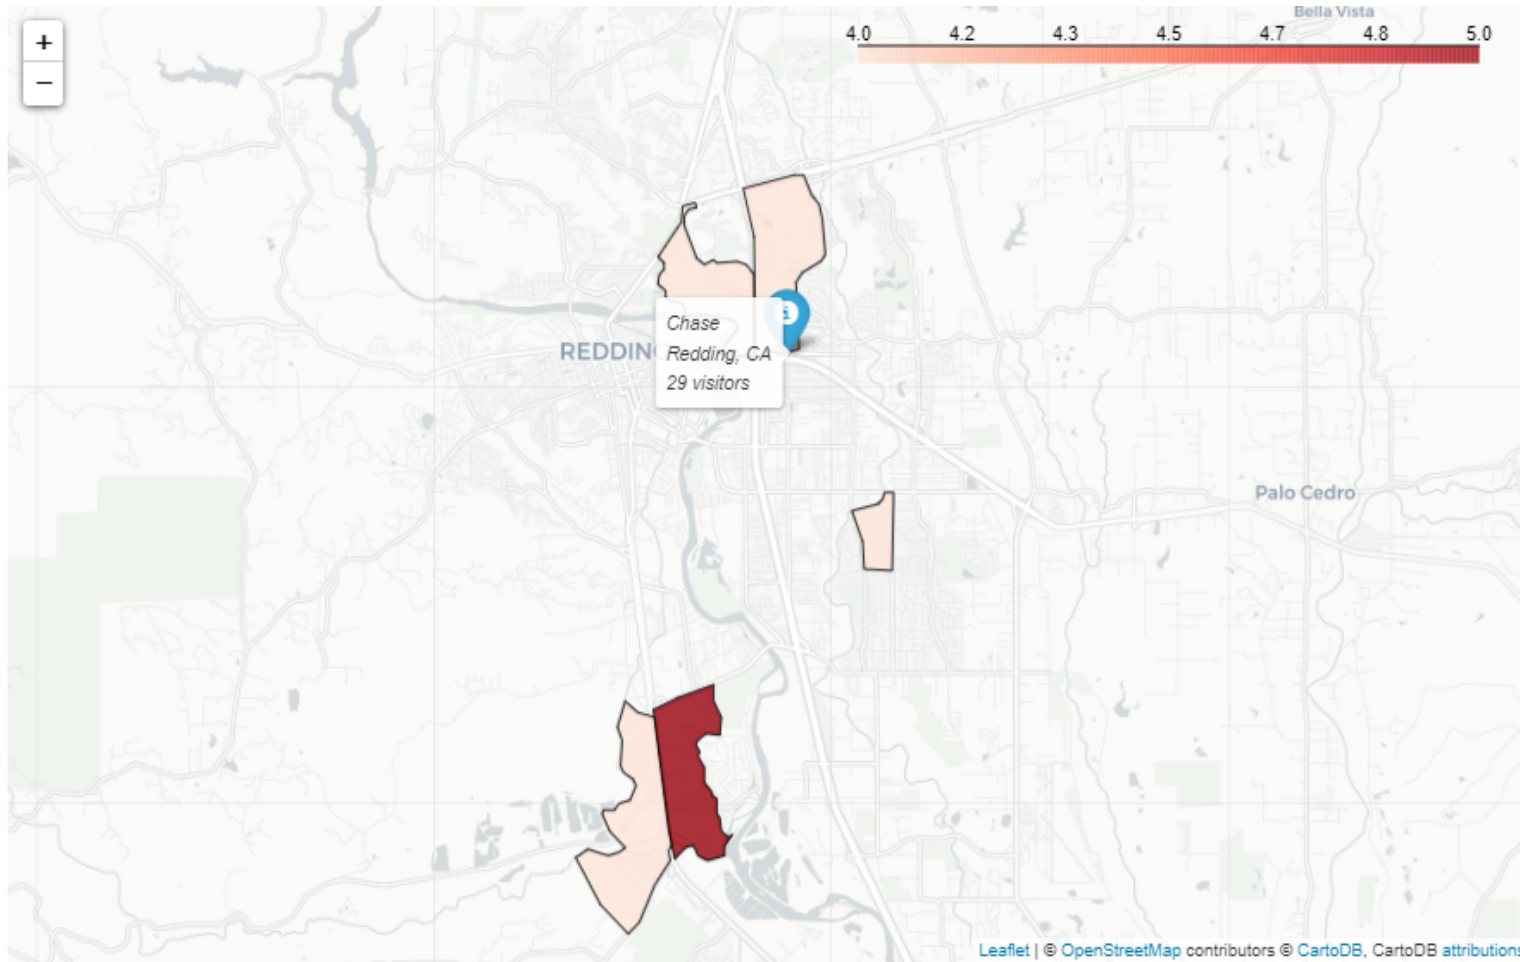 +
−
Bella Vista
4.0 4.2 4.3 4.5 4.7 4.8 5.0
Chase
REDDIN
Redding, CA
29 visitors
Palo Cedro
Leaflet | © OpenStreetMap contributors © CartoDB, CartoDB attributions